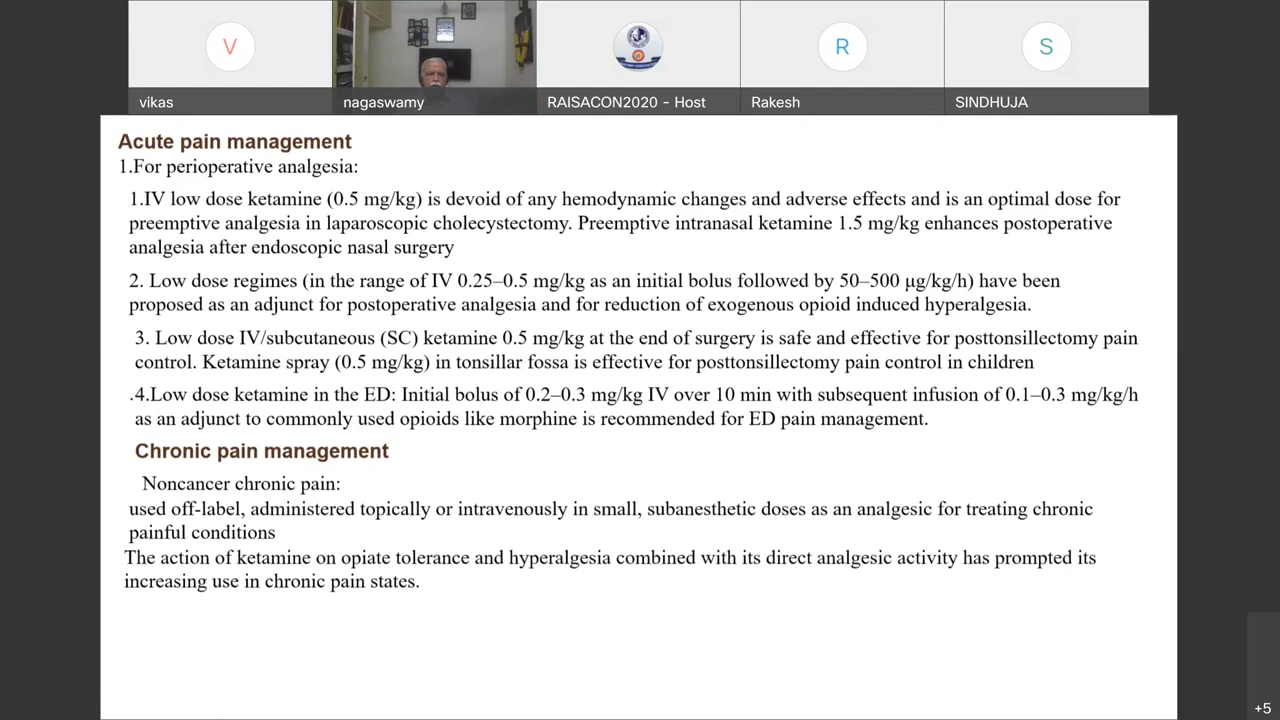 V
R
S
vikas
nagaswamy
RAISACON2020 - Host
Rakesh
SINDHUJA
Acute pain management
1.For perioperative analgesia:
1.IV low dose ketamine (0.5 mg/kg) is devoid of any hemodynamic changes and adverse effects and is an optimal dose for
preemptive analgesia in laparoscopic cholecystectomy. Preemptive intranasal ketamine 1.5 mg/kg enhances postoperative
analgesia after endoscopic nasal surgery
2. Low dose regimes (in the range of IV 0.25–0.5 mg/kg as an initial bolus followed by 50–500 μg/kg/h) have been
proposed as an adjunct for postoperative analgesia and for reduction of exogenous opioid induced hyperalgesia.
3. Low dose IV/subcutaneous (SC) ketamine 0.5 mg/kg at the end of surgery is safe and effective for posttonsillectomy pain
control. Ketamine spray (0.5 mg/kg) in tonsillar fossa is effective for posttonsillectomy pain control in children
.4.Low dose ketamine in the ED: Initial bolus of 0.2–0.3 mg/kg IV over 10 min with subsequent infusion of 0.1–0.3 mg/kg/h
as an adjunct to commonly used opioids like morphine is recommended for ED pain management.
Chronic pain management
Noncancer chronic pain:
used off-label, administered topically or intravenously in small, subanesthetic doses as an analgesic for treating chronic
painful conditions
The action of ketamine on opiate tolerance and hyperalgesia combined with its direct analgesic activity has prompted its
increasing use in chronic pain states.
+5